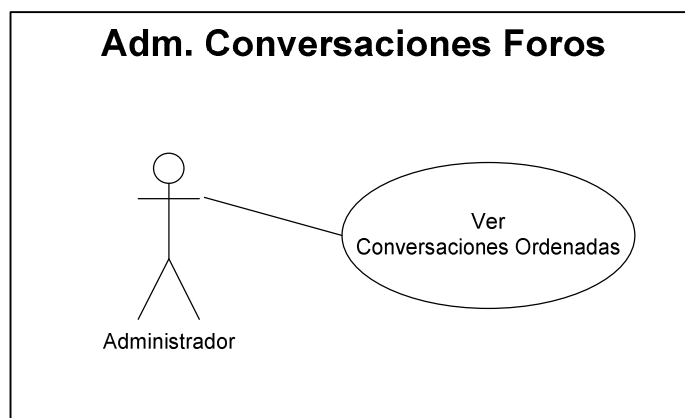 Adm. Conversaciones Foros
Ver
Conversaciones Ordenadas
Administrador